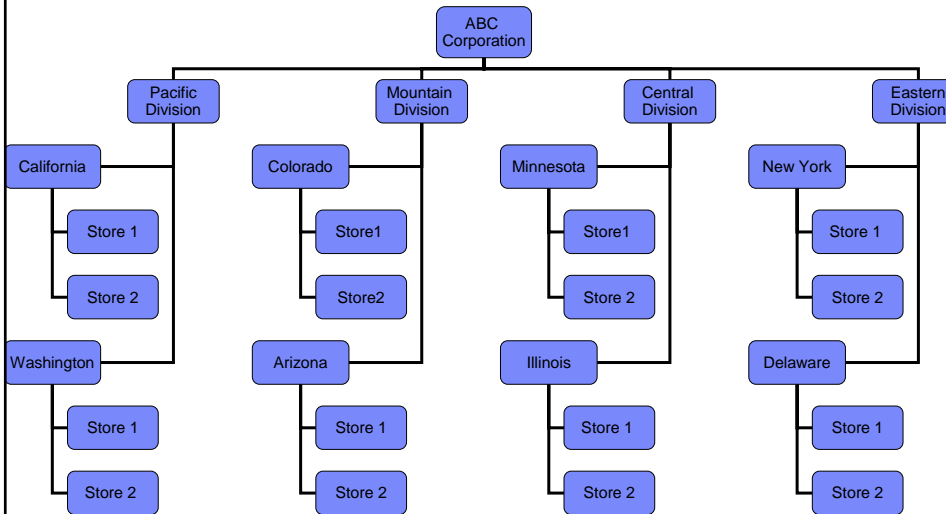 ABC
Corporation
Pacific
Division
Mountain
Division
Central
Division
Eastern
Division
California
Colorado
Minnesota
New York
Store 1
Store1
Store1
Store 1
Store 2
Store2
Store 2
Store 2
Washington
Arizona
Illinois
Delaware
Store 1
Store 1
Store 1
Store 1
Store 2
Store 2
Store 2
Store 2